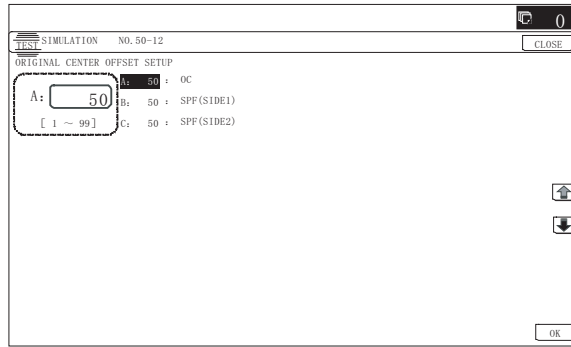 0
TEST SIMULATION NO.50-12
CLOSE
ORIGINAL CENTER OFFSET SETUP
A: 50
[ 1 ~ 99]
A: 50 : OC
B: 50 : SPF(SIDE1)
C: 50 : SPF(SIDE2)
OK